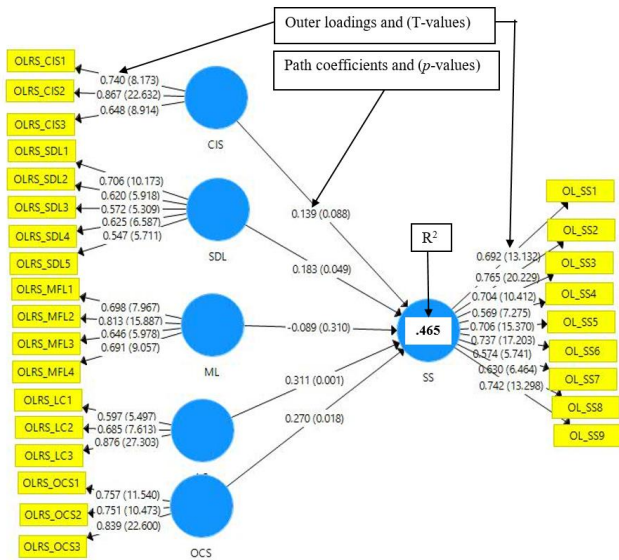 Outer loadings and (T-values)
Path coefficients and (p-values)
R²
OLRS_CIS1
OLRS_CIS2
OLRS_CIS3
0.740 (8.173)
0.867 (22.632)
0.648 (8.914)
CIS
OLRS_SDL1
OLRS_SDL2
OLRS_SDL3
OLRS_SDL4
OLRS_SDL5
0.706 (10.173)
0.620 (5.918)
0.572 (5.309)
0.625 (6.587)
0.547 (5.711)
SDL
OLRS_MFL1
OLRS_MFL2
OLRS_MFL3
OLRS_MFL4
0.698 (7.967)
0.813 (15.887)
0.646 (5.978)
0.691 (9.057)
ML
OLRS_LC1
OLRS_LC2
OLRS_LC3
0.597 (5.497)
0.685 (7.613)
0.876 (27.303)
OLRS_OCS1
OLRS_OCS2
OLRS_OCS3
0.757 (11.540)
0.751 (10.473)
0.839 (22.600)
OCS
0.139 (0.088)
0.183 (0.049)
-0.089 (0.310)
0.311 (0.001)
0.270 (0.018)
.465
SS
0.692 (13.132)
0.765 (20.229)
0.704 (10.412)
0.569 (7.275)
0.706 (15.370)
0.737 (17.203)
0.574 (5.741)
0.630 (6.464)
0.742 (13.298)
OL_SS1
OL_SS2
OL_SS3
OL_SS4
OL_SS5
OL_SS6
OL_SS7
OL_SS8
OL_SS9